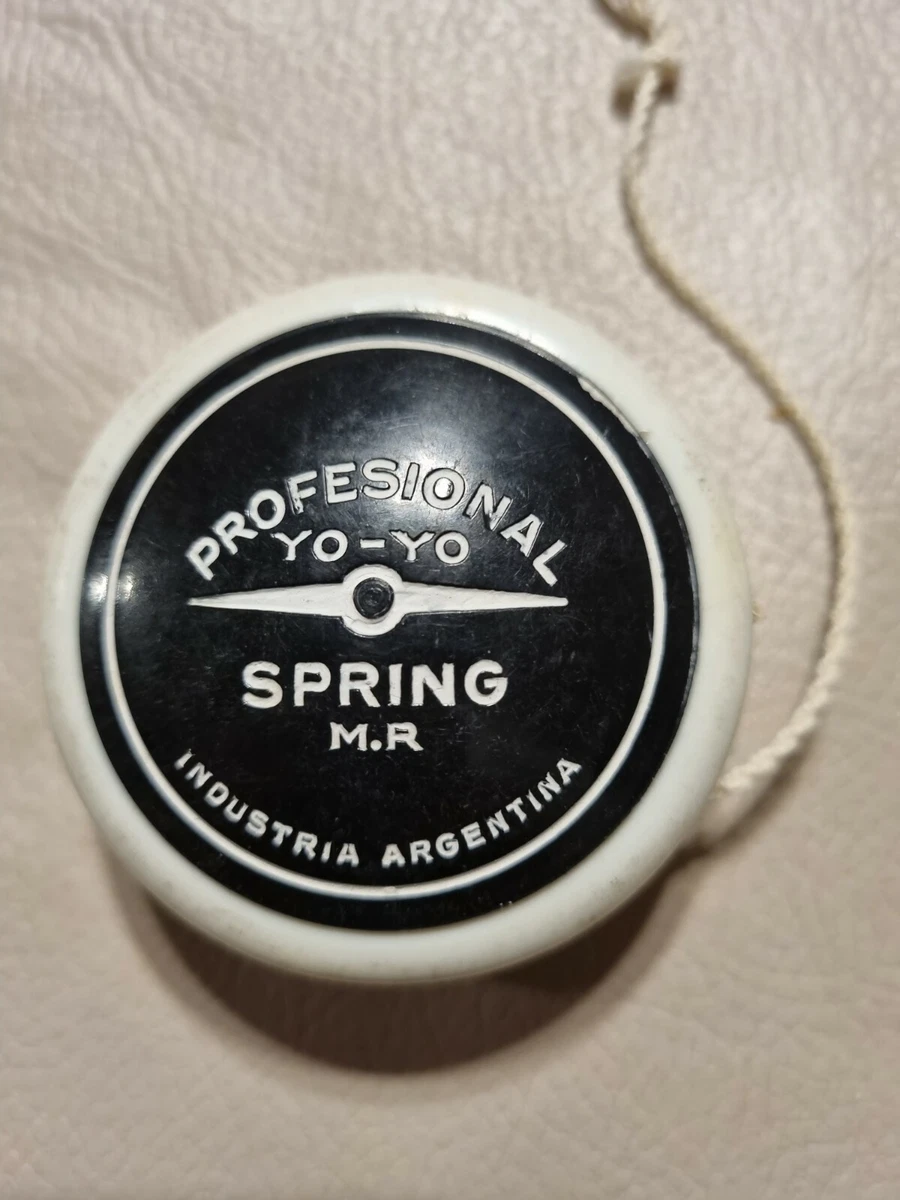 PROFESIONAL
YO-YO
SPRING
M.R
INDUSTRIA ARGENTINA